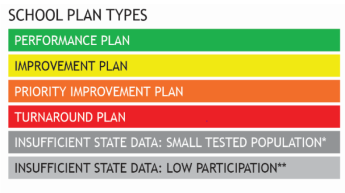 SCHOOL PLAN TYPES
PERFORMANCE PLAN
IMPROVEMENT PLAN
PRIORITY IMPROVEMENT PLAN
TURNAROUND PLAN
INSUFFICIENT STATE DATA: SMALL TESTED POPULATION*
INSUFFICIENT STATE DATA: LOW PARTICIPATION**